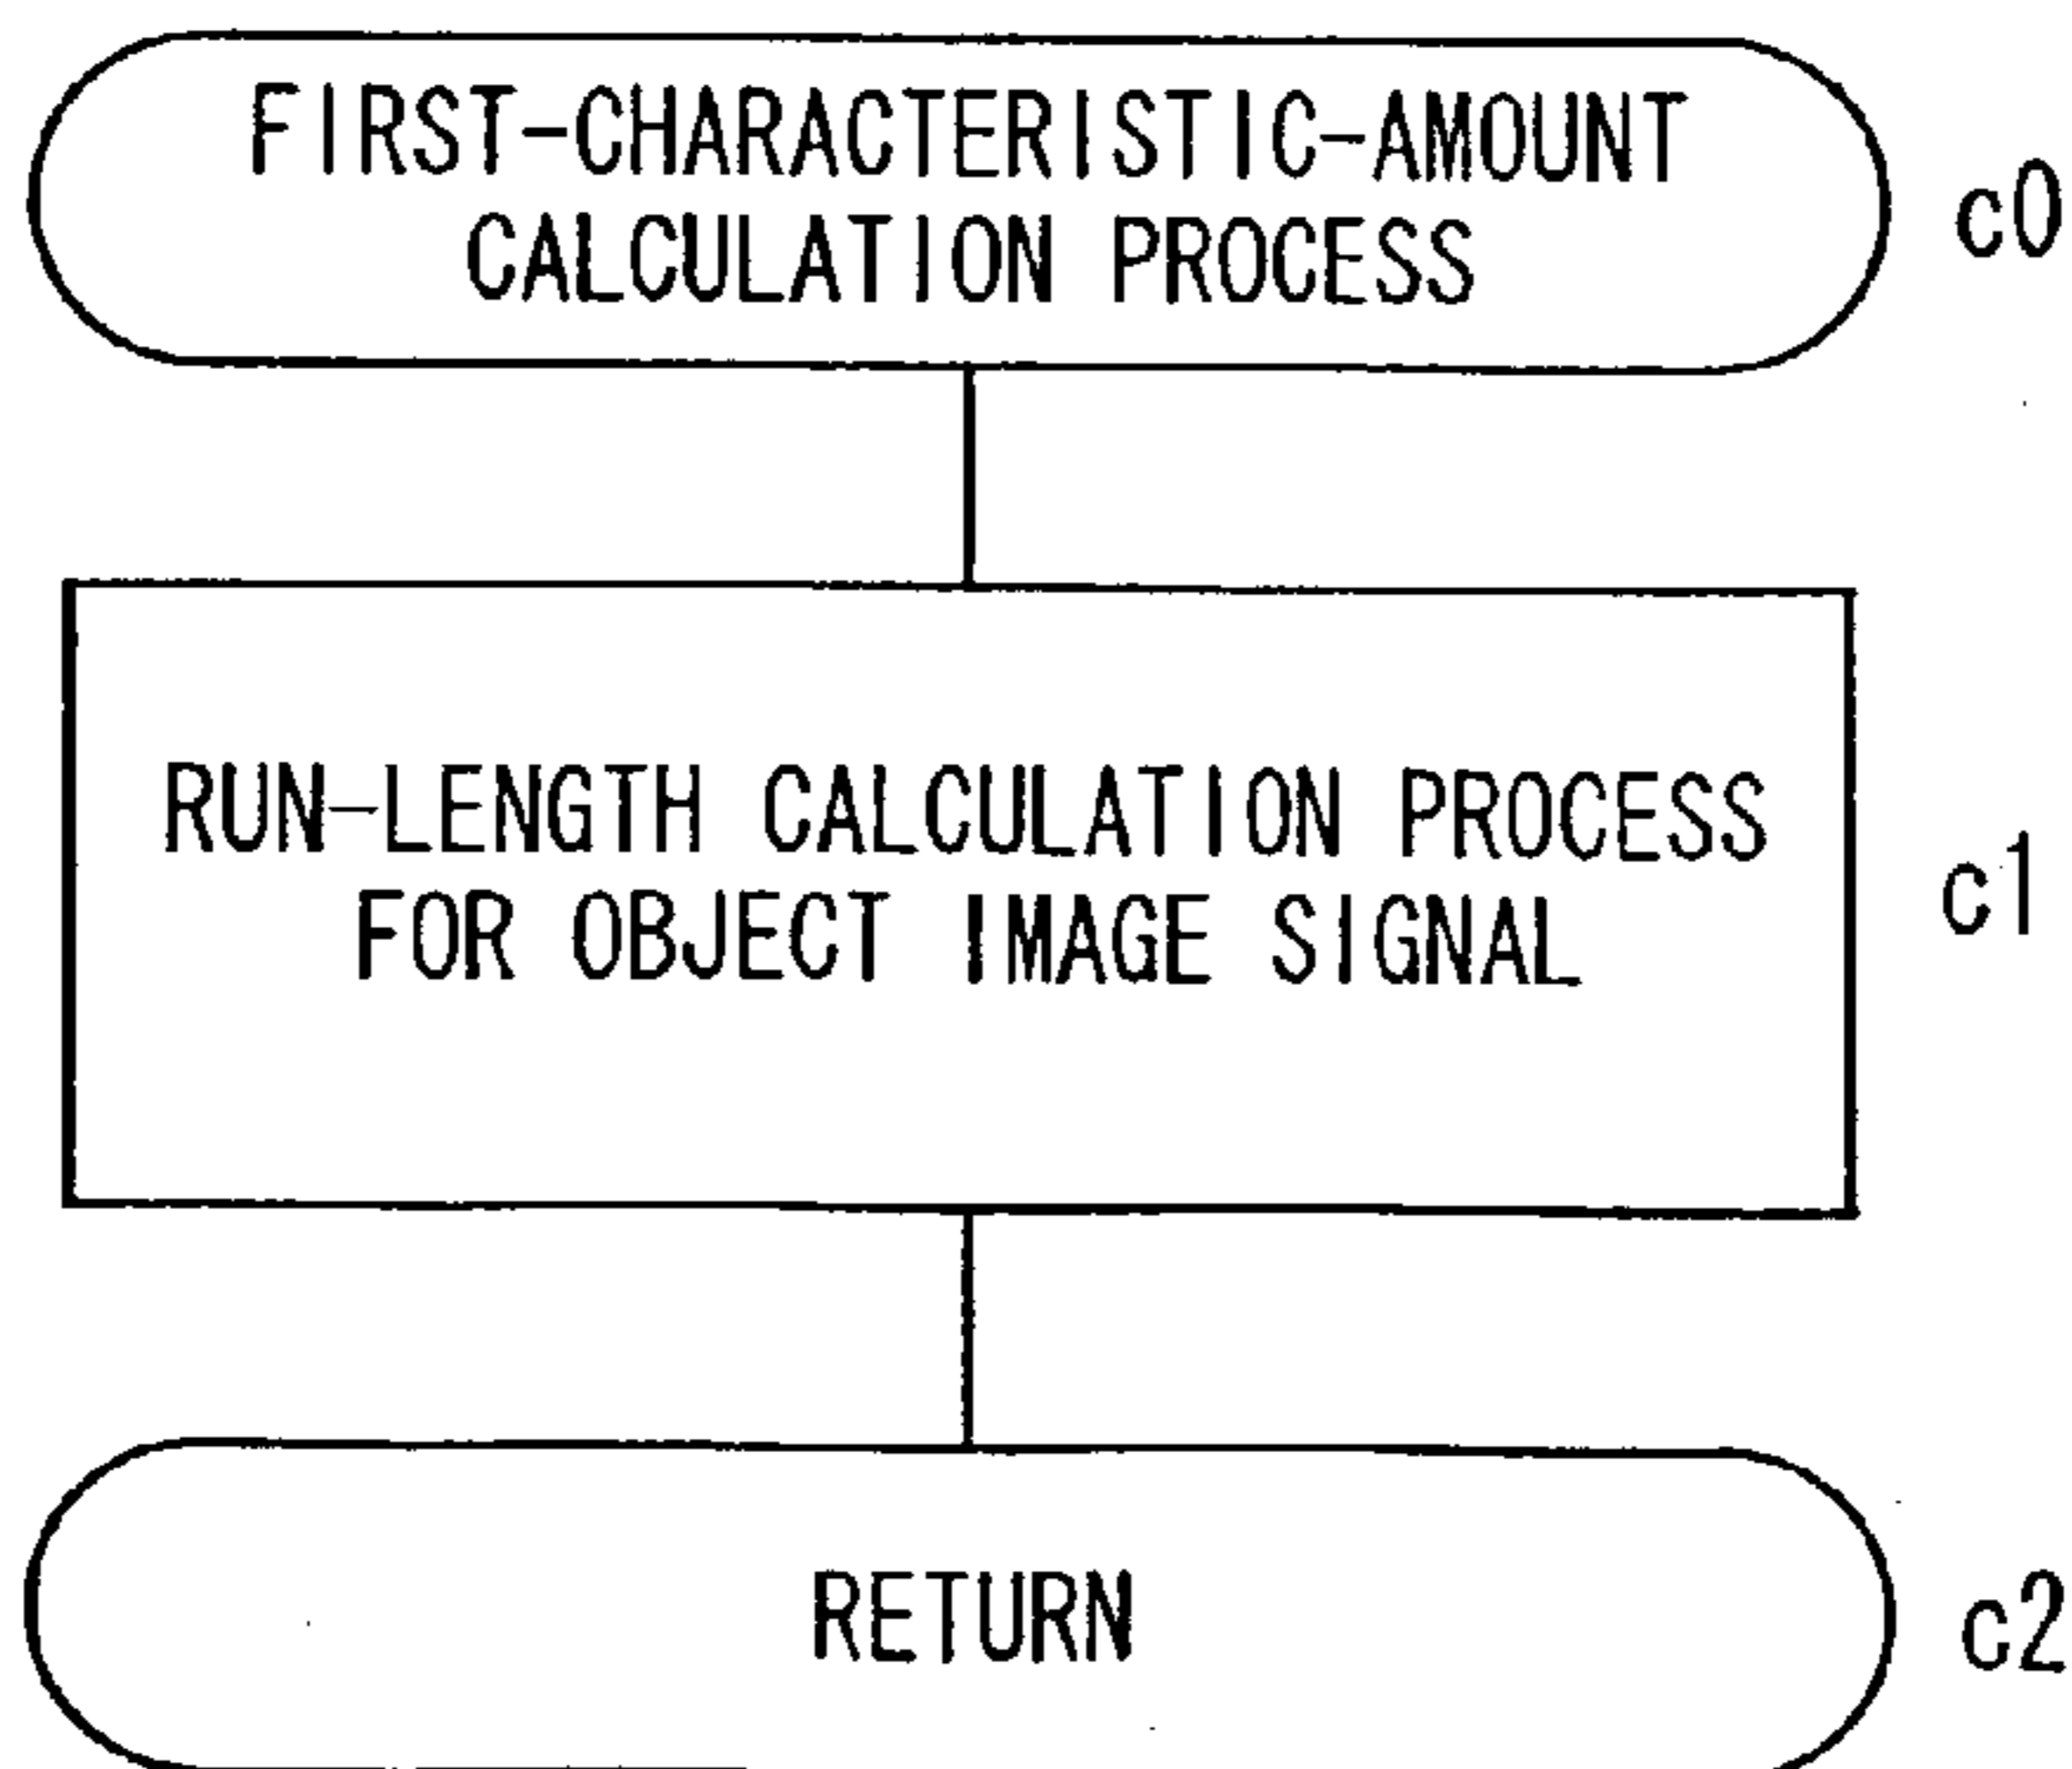 FIRST-CHARACTERISTIC-AMOUNT
CALCULATION PROCESS
c0
RUN-LENGTH CALCULATION PROCESS
FOR OBJECT IMAGE SIGNAL
c1
RETURN
c2